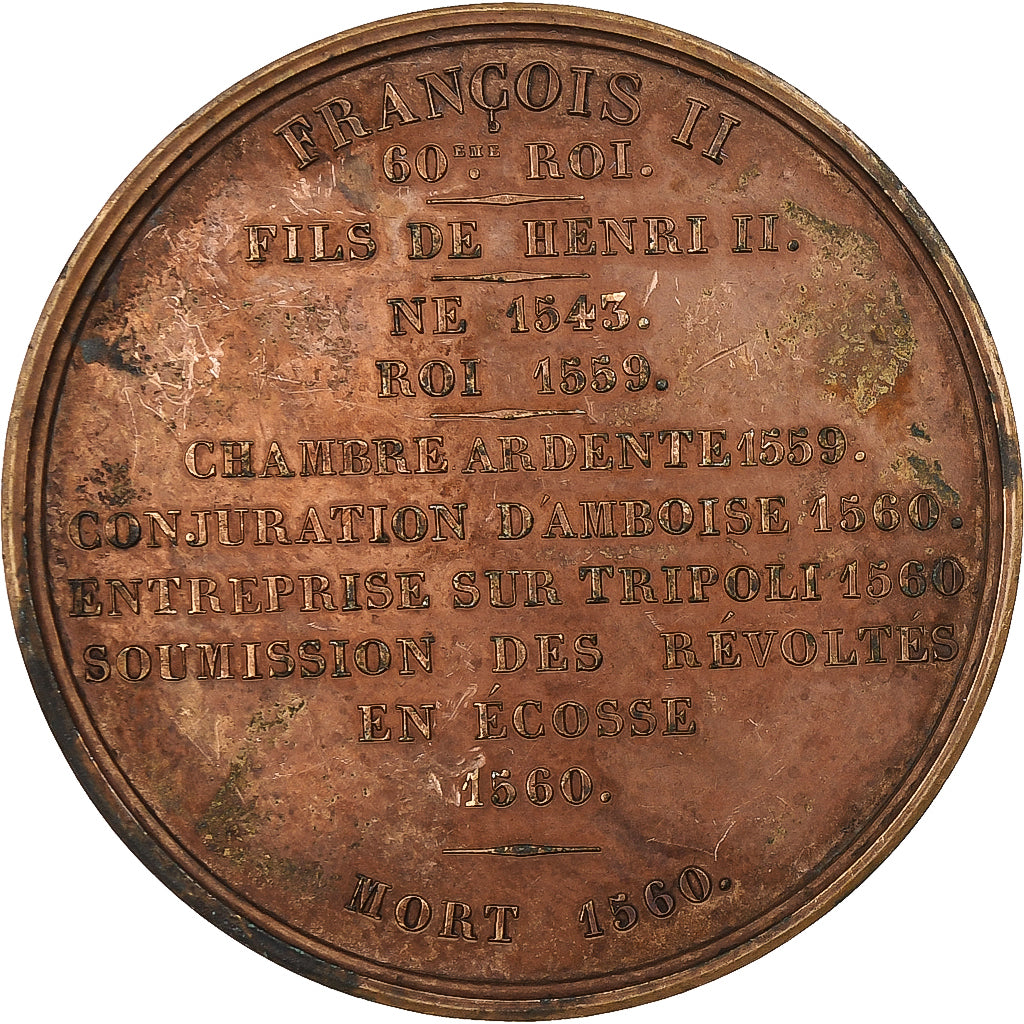 FRANÇOIS II
60EME. ROI.
FILS DE HENRI II.
NE 1543.
ROI 1559.
CHAMBRE ARDENTE 1559.
CONJURATION D'AMBOISE 1560.
ENTREPRISE SUR TRIPOLI 1560
SOUMISSION DES RÉVOLTÉS
EN ÉCOSSE
1560.
MORT 1560.